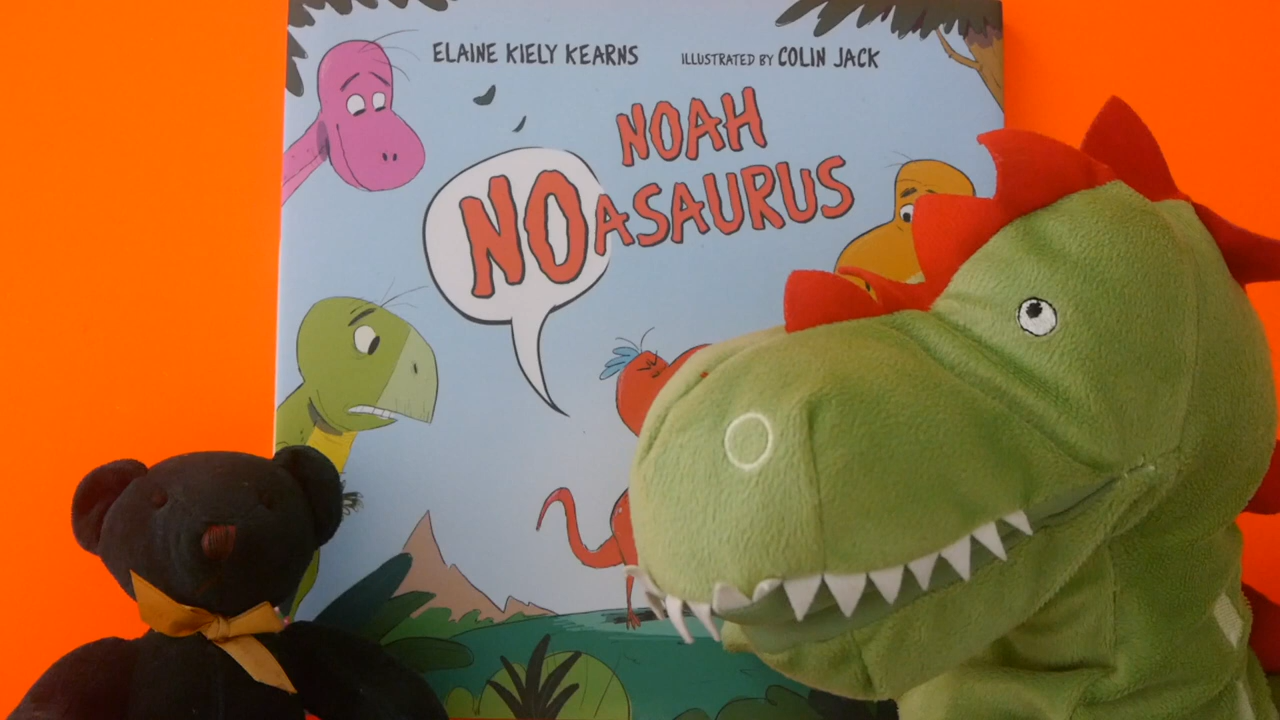 ELAINE KIELY KEARNS
ILLUSTRATED BY COLIN JACK
NOAH
NOASAURUS